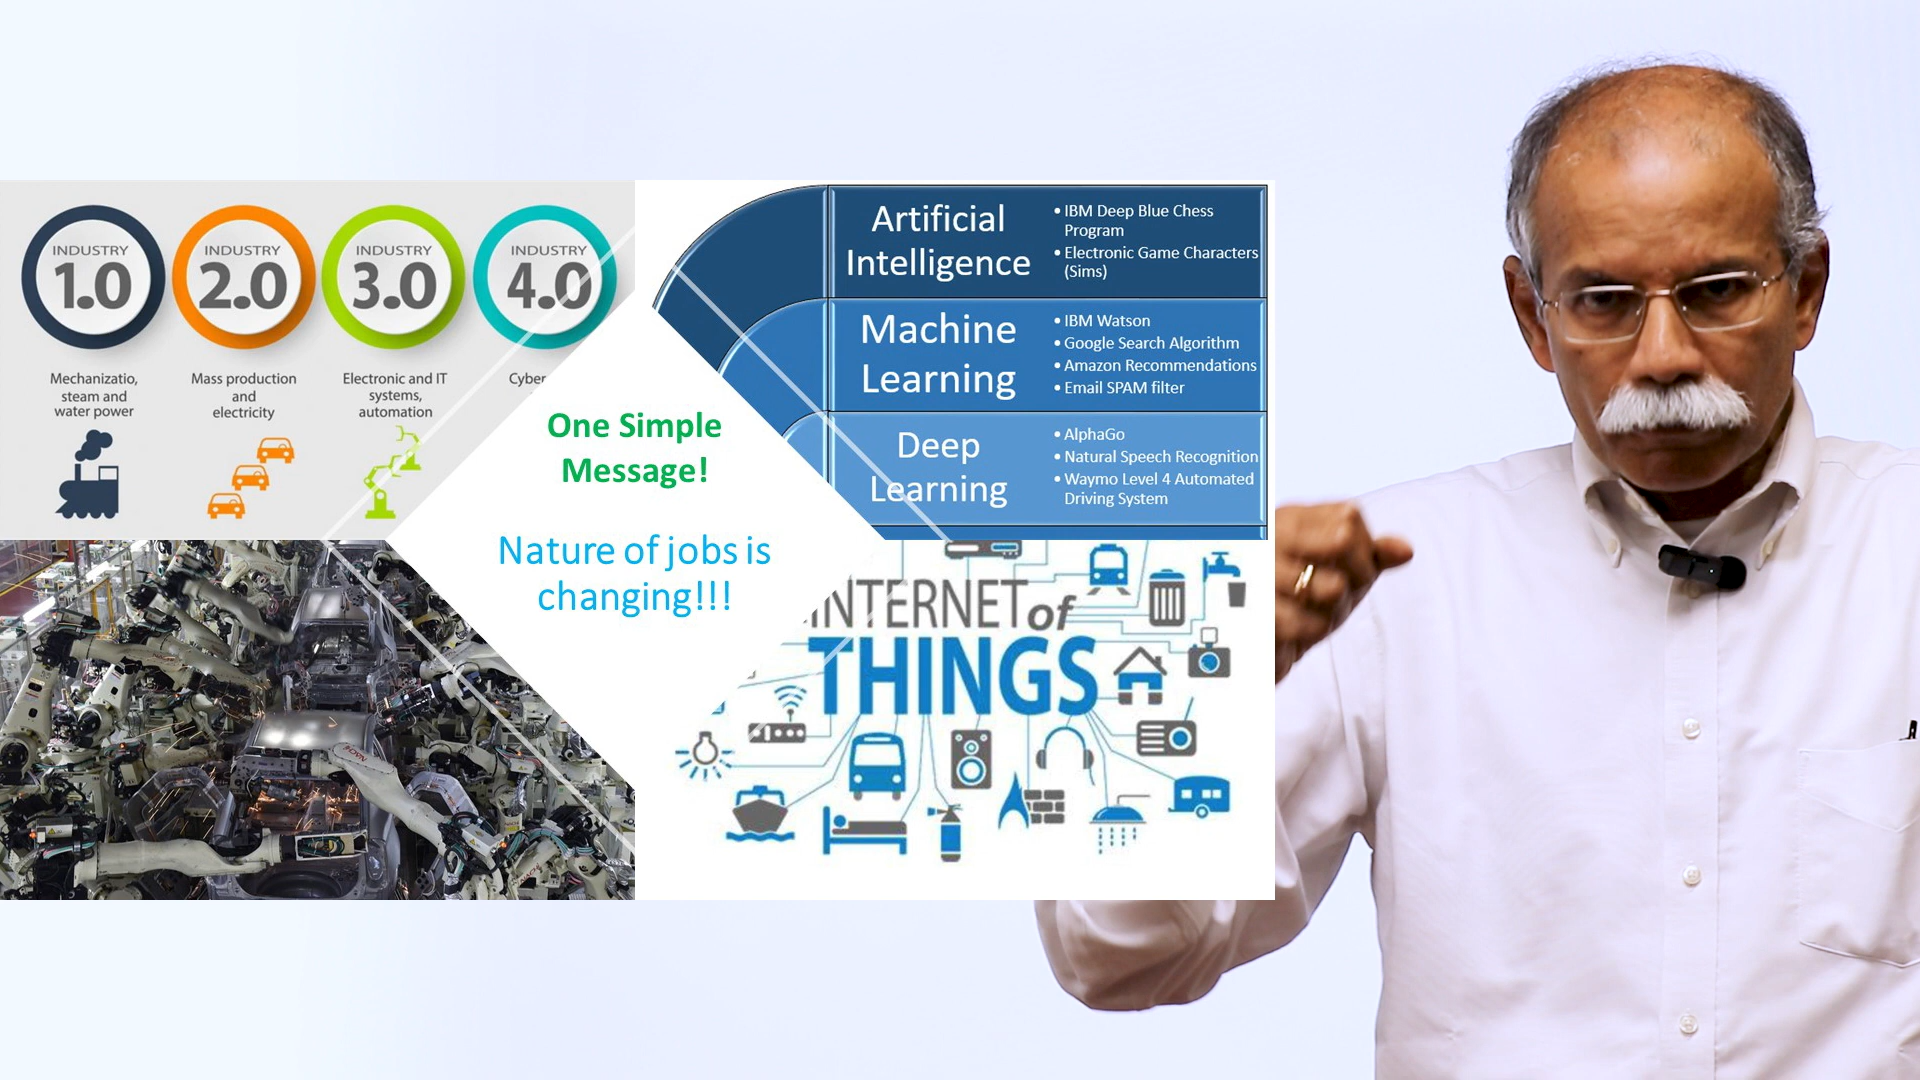 INDUSTRY
1.0
Mechanizatio,
steam and
water power
INDUSTRY
2.0
Mass production
and
electricity
INDUSTRY
3.0
Electronic and IT
systems,
automation
INDUSTRY
4.0
Cyber
Artificial
Intelligence
• IBM Deep Blue Chess
Program
• Electronic Game Characters
(Sims)
Machine
Learning
• IBM Watson
• Google Search Algorithm
• Amazon Recommendations
• Email SPAM filter
Deep
Learning
• AlphaGo
• Natural Speech Recognition
• Waymo Level 4 Automated
Driving System
One Simple
Message!
Nature of jobs is
changing!!!
INTERNET of
THINGS